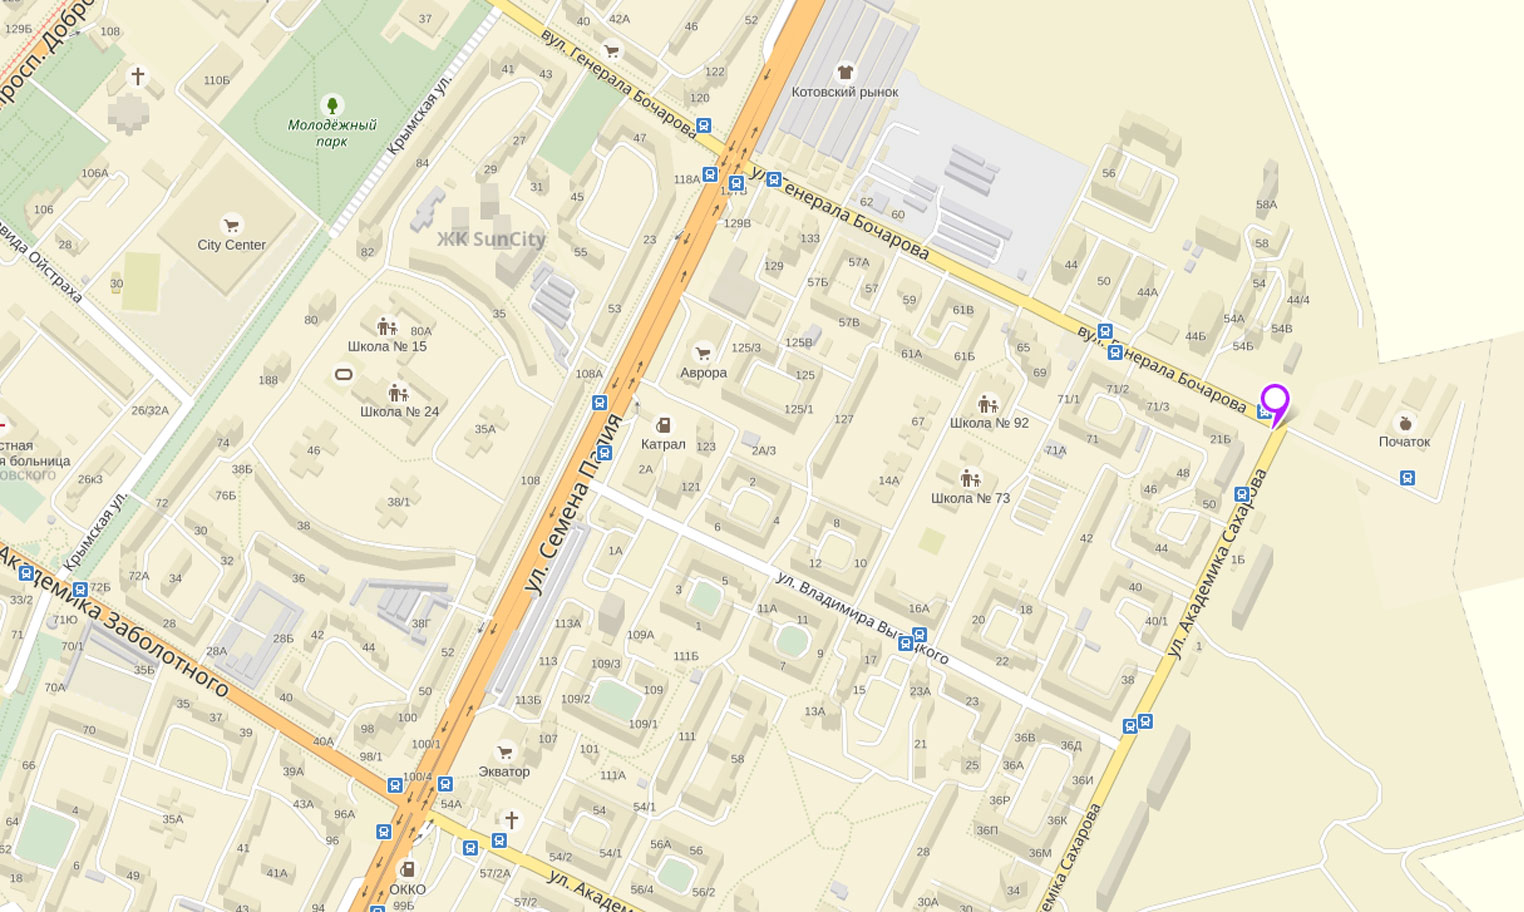 129Б
просп. Добро
108
37
40
42А
46
52
вул. Генерала Бочарова
41
43
122
120
110Б
Молодёжный
парк
Крымская ул.
Котовский рынок
47
84
27
29
31
45
118А
ул. Генерала Бочарова
106А
106
28
30
City Center
ЖК SunCity
82
55
23
53
129В
133
129
62
60
56
58А
58
57А
57Б
57
59
57В
61В
61А
61Б
44
50
44А
54
44/4
54А
54В
54Б
44Б
80
80А
35
Школа № 15
Школа № 24
188
26/32А
108А
Аврора
125/3
125В
125
125/1
127
65
69
вул. Генерала Бочарова
71/2
71/1
71/3
71
71А
Школа № 92
67
21Б
Початок
Катрал
123
2А/3
2А
121
2
4
6
14А
Школа № 73
35А
46
38/1
74
38Б
76Б
72
38
108
ул. Семена Палия
стная
я больница
овского
26к3
Крымская ул.
48
46
50
44
42
ул. Академика Сахарова
1Б
8
12
10
1А
ул. Владимира Высоцкого
30
32
34
36
72А
72Б
Академика Заболотного
33/2
71
71Ю
70/1
35Б
28
28А
28Б
42
44
38Г
52
50
3
5
1
11А
11
7
9
16А
17
15
13А
20
18
22
40
40/1
38
1
113А
109А
113
109/3
109/2
109
109/1
113Б
111Б
111
23А
23
21
25
70А
35
37
39
40
40А
98
98/1
100
100/1
100/4
107
101
111А
58
Экватор
36В
36Д
36А
36И
36Р
36К
36П
36М
70
66
64
4
6
39А
43А
96А
35А
54А
54
54/1
54/1
54/2
56А
56
56/4
56/2
57/2А
57/2
18
49
41
41А
43
96
94
ОККО
99Б
ул. Академ
28
30А
30
34
еміка Сахарова